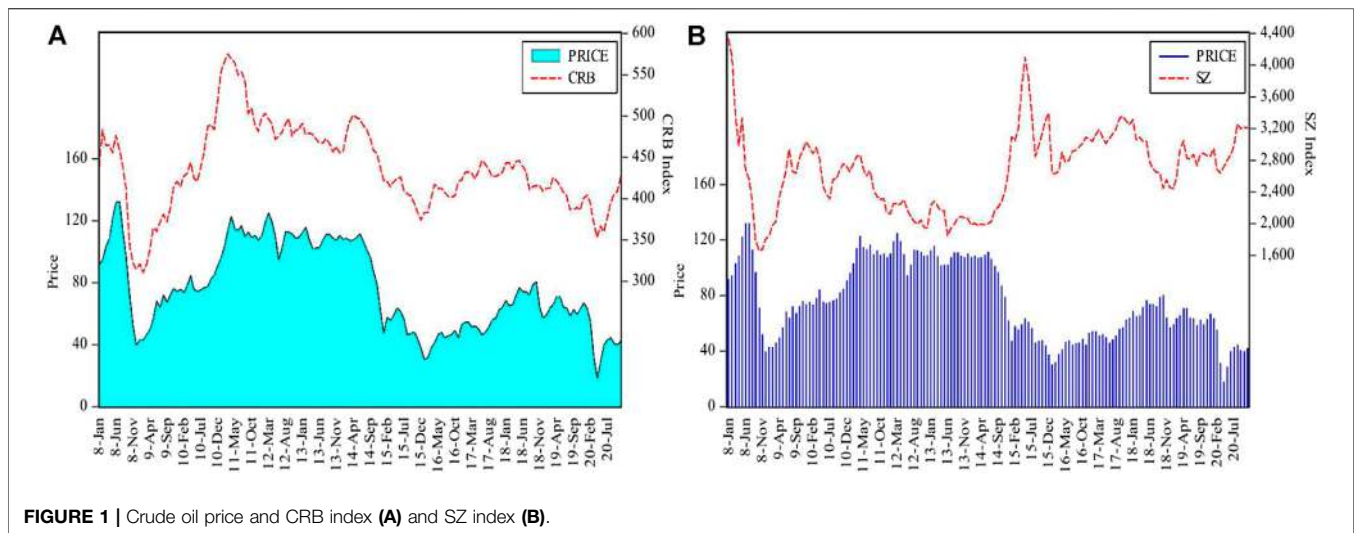 A
PRICE
CRB
600
550
500
450
400
350
300
CRB Index
160
120
80
40
0
Price
8-Jan
8-Jun
8-Nov
9-Apr
9-Sep
10-Feb
10-Jul
10-Dec
11-May
11-Oct
12-Mar
12-Aug
13-Jan
13-Jun
13-Nov
14-Apr
14-Sep
15-Feb
15-Jul
15-Dec
16-May
16-Oct
17-Mar
17-Aug
18-Jan
18-Jun
18-Nov
19-Apr
19-Sep
20-Feb
20-Jul
B
PRICE
SZ
4,400
4,000
3,600
3,200
2,800
2,400
2,000
1,600
SZ Index
160
120
80
40
0
Price
8-Jan
8-Jun
8-Nov
9-Apr
9-Sep
10-Feb
10-Jul
10-Dec
11-May
11-Oct
12-Mar
12-Aug
13-Jan
13-Jun
13-Nov
14-Apr
14-Sep
15-Feb
15-Jul
15-Dec
16-May
16-Oct
17-Mar
17-Aug
18-Jan
18-Jun
18-Nov
19-Apr
19-Sep
20-Feb
20-Jul
FIGURE 1 | Crude oil price and CRB index (A) and SZ index (B).